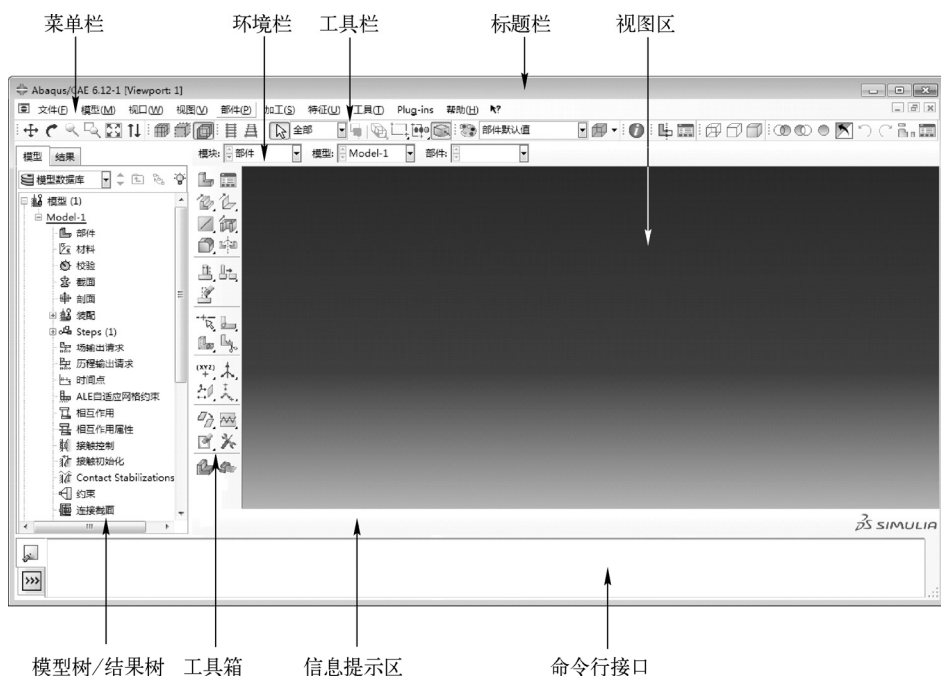 菜单栏 环境栏 工具栏 标题栏 视图区
Abaqus/CAE 6.12-1 [Viewport: 1]
文件(F) 模型(M) 视口(W) 视图(V) 部件(P) 加工(S) 特征(U) 工具(T) Plug-ins 帮助(H)
全部 部件默认值
模型 结果 模块: 部件 模型: Model-1 部件:
模型数据库
模型 (1)
Model-1
部件
材料
校验
截面
剖面
装配
Steps (1)
场输出请求
历程输出请求
时间点
ALE自适应网格约束
相互作用
相互作用属性
接触控制
接触初始化
Contact Stabilizations
约束
连接截面
(XYZ)
SIMULIA
>>>
模型树/结果树 工具箱 信息提示区 命令行接口